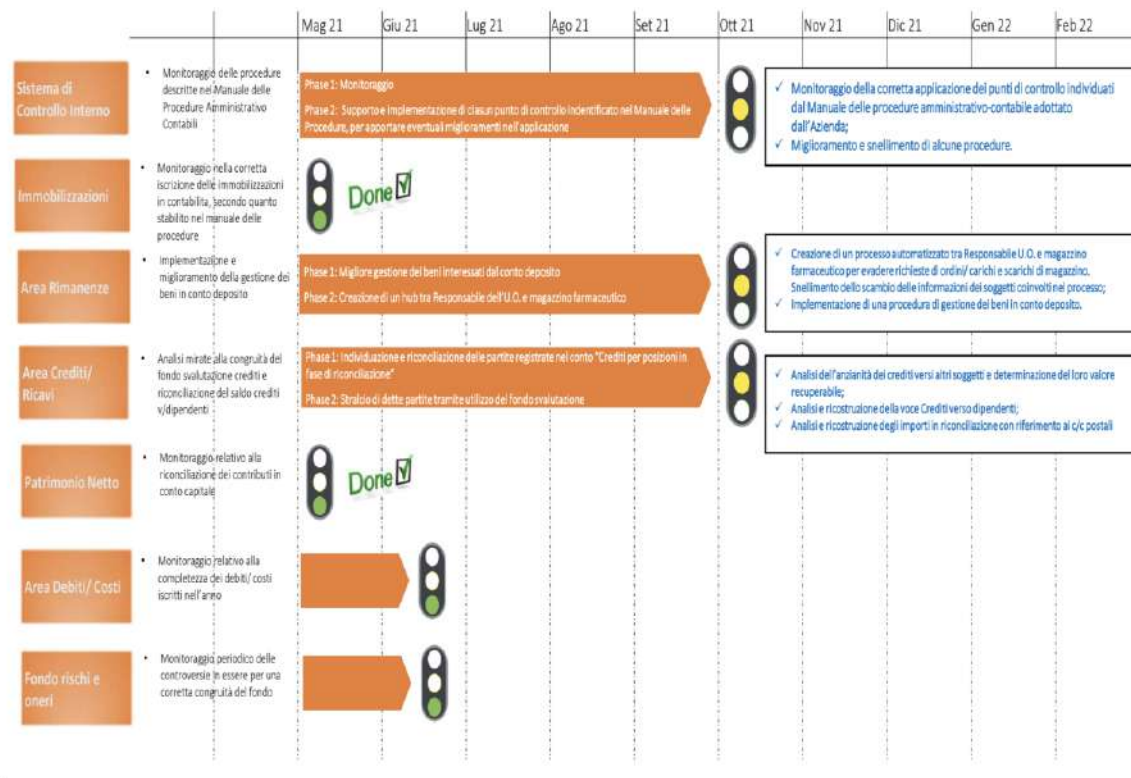 Mag 21
Giu 21
Lug 21
Ago 21
Set 21
Ott 21
Nov 21
Dic 21
Gen 22
Feb 22
Sistema di
Controllo Interno
• Monitoraggio delle procedure
descritte nel Manuale delle
Procedure Amministrativo
Contabili
Phase 1: Monitoraggio
Phase 2: Supporto e implementazione di ciasun punto di controllo indentificato nel Manuale delle
Procedure, per apportare eventuali miglioramenti nell'applicazione
✓ Monitoraggio della corretta applicazione dei punti di controllo individuati
dal Manuale delle procedure amministrativo-contabile adottato
dall'Azienda;
✓ Miglioramento e snellimento di alcune procedure.
Immobilizzazioni
• Monitoraggio nella corretta
iscrizione delle immobilizzazioni
in contabilita, secondo quanto
stabilito nel manuale delle
procedure
Done
Area Rimanenze
• Implementazione e
miglioramento della gestione dei
beni in conto deposito
Phase 1: Migliore gestione dei beni interessati dal conto deposito
Phase 2: Creazione di un hub tra Responsabile dell'U.O. e magazzino farmaceutico
✓ Creazione di un processo automatizzato tra Responsabile U.O. e magazzino
farmaceutico per evadere richieste di ordini/ carichi e scarichi di magazzino.
Snellimento dello scambio delle informazioni dei soggetti coinvolti nel processo;
✓ Implementazione di una procedura di gestione dei beni in conto deposito.
Area Crediti/
Ricavi
• Analisi mirate alla congruità del
fondo svalutazione crediti e
riconciliazione del saldo crediti
v/dipendenti
Phase 1: Individuazione e riconciliazione delle partite registrate nel conto "Crediti per posizioni in
fase di riconciliazione"
Phase 2: Stralcio di dette partite tramite utilizzo del fondo svalutazione
✓ Analisi dell'anzianità dei crediti versi altri soggetti e determinazione del loro valore
recuperabile;
✓ Analisi e ricostruzione della voce Crediti verso dipendenti;
✓ Analisi e ricostruzione degli importi in riconciliazione con riferimento ai c/c postali
Patrimonio Netto
• Monitoraggio relativo alla
riconciliazione dei contributi in
conto capitale
Done
Area Debiti/ Costi
• Monitoraggio relativo alla
completezza dei debiti/ costi
iscritti nell'anno
Fondo rischi e
oneri
• Monitoraggio periodico delle
controversie in essere per una
corretta congruità del fondo